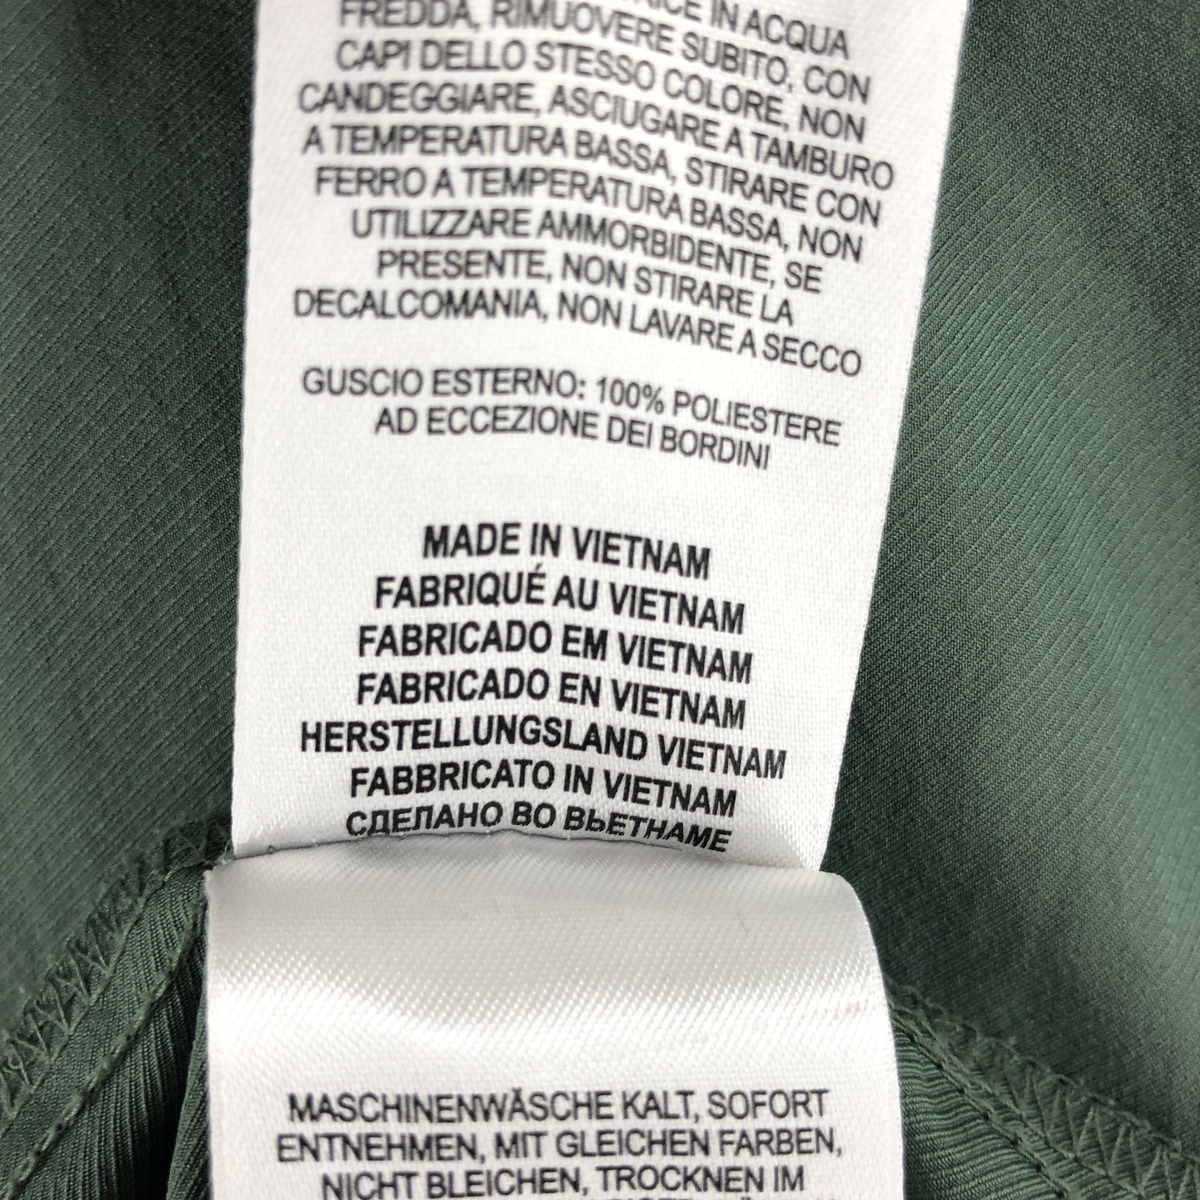 IN ACQUA
FREDDA, RIMUOVERE SUBITO, CON
CAPI DELLO STESSO COLORE, NON
CANDEGGIARE, ASCIUGARE A TAMBURO
A TEMPERATURA BASSA, STIRARE CON
FERRO A TEMPERATURA BASSA, NON
UTILIZZARE AMMORBIDENTE, SE
PRESENTE, NON STIRARE LA
DECALCOMANIA, NON LAVARE A SECCO
GUSCIO ESTERNO: 100% POLIESTERE
AD ECCEZIONE DEI BORDINI
MADE IN VIETNAM
FABRIQUÉ AU VIETNAM
FABRICADO EM VIETNAM
FABRICADO EN VIETNAM
HERSTELLUNGSLAND VIETNAM
FABBRICATO IN VIETNAM
СДЕЛАНО ВО ВЬЕТНАМЕ
MASCHINENWÄSCHE KALT, SOFORT
ENTNEHMEN, MIT GLEICHEN FARBEN,
NICHT BLEICHEN, TROCKNEN IM